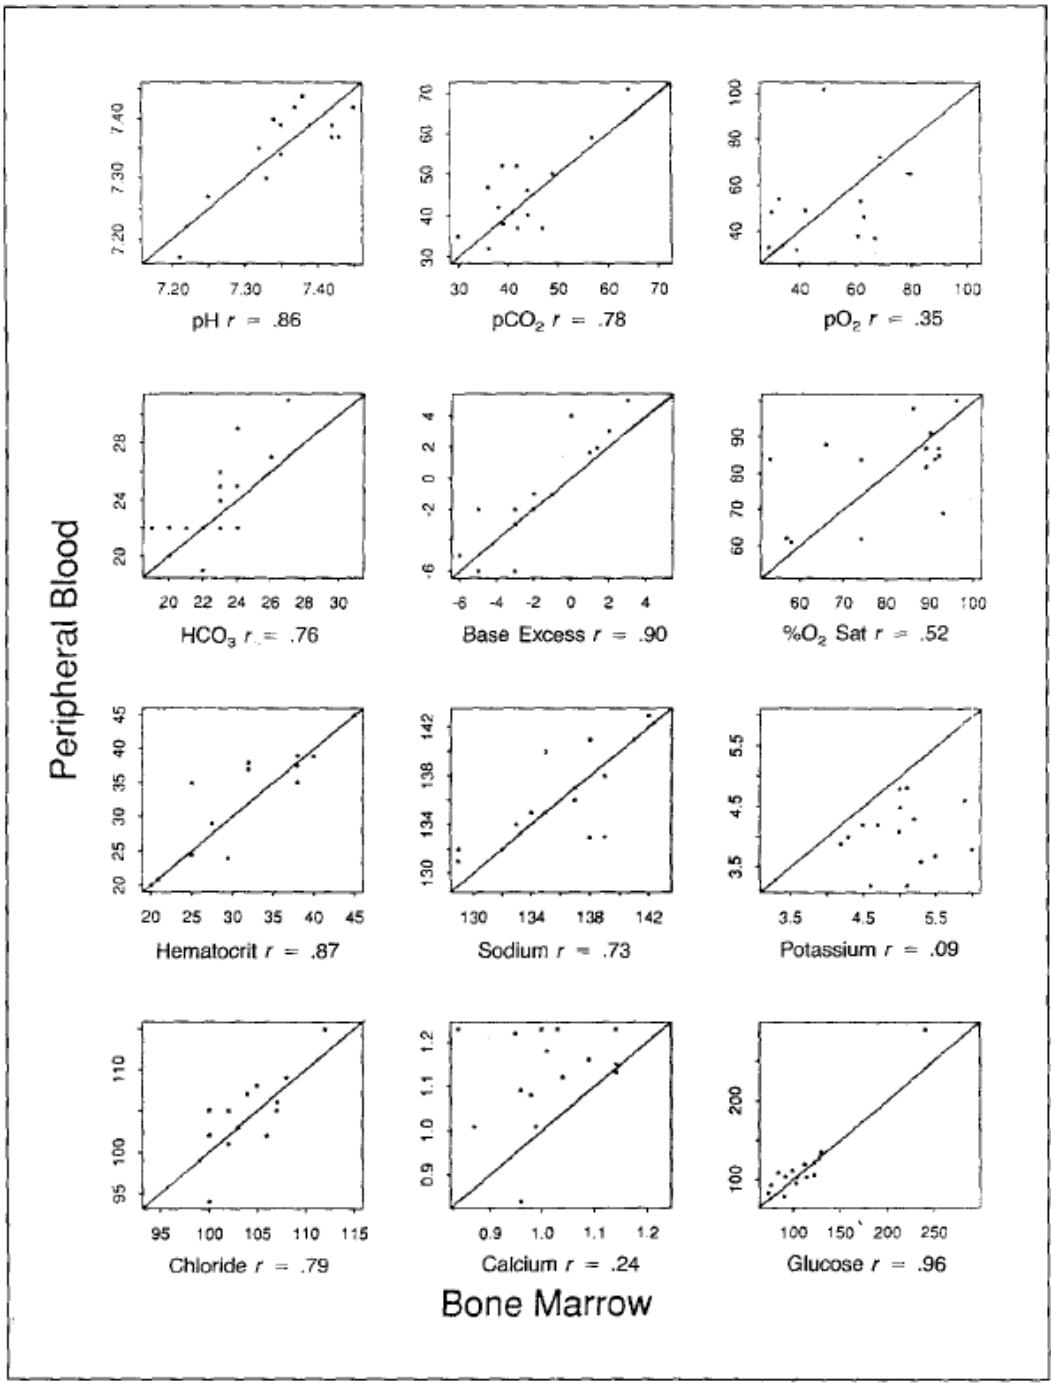 Peripheral Blood
7.40
7.30
7.20
7.20 7.30 7.40
pH r = .86
70
60
50
40
30
30 40 50 60 70
pCO₂ r = .78
100
80
60
40
40 60 80 100
pO₂ r = .35
28
24
20
20 22 24 26 28 30
HCO₃ r = .76
4
2
0
-2
-6
-6 -4 -2 0 2 4
Base Excess r = .90
90
80
70
60
60 70 80 90 100
%O₂ Sat r = .52
45
40
35
30
25
20
20 25 30 35 40 45
Hematocrit r = .87
142
138
134
130
130 134 138 142
Sodium r = .73
5.5
4.5
3.5
3.5 4.5 5.5
Potassium r = .09
110
100
95
95 100 105 110 115
Chloride r = .79
1.2
1.1
1.0
0.9
0.9 1.0 1.1 1.2
Calcium r = .24
200
100
100 150 200 250
Glucose r = .96
Bone Marrow